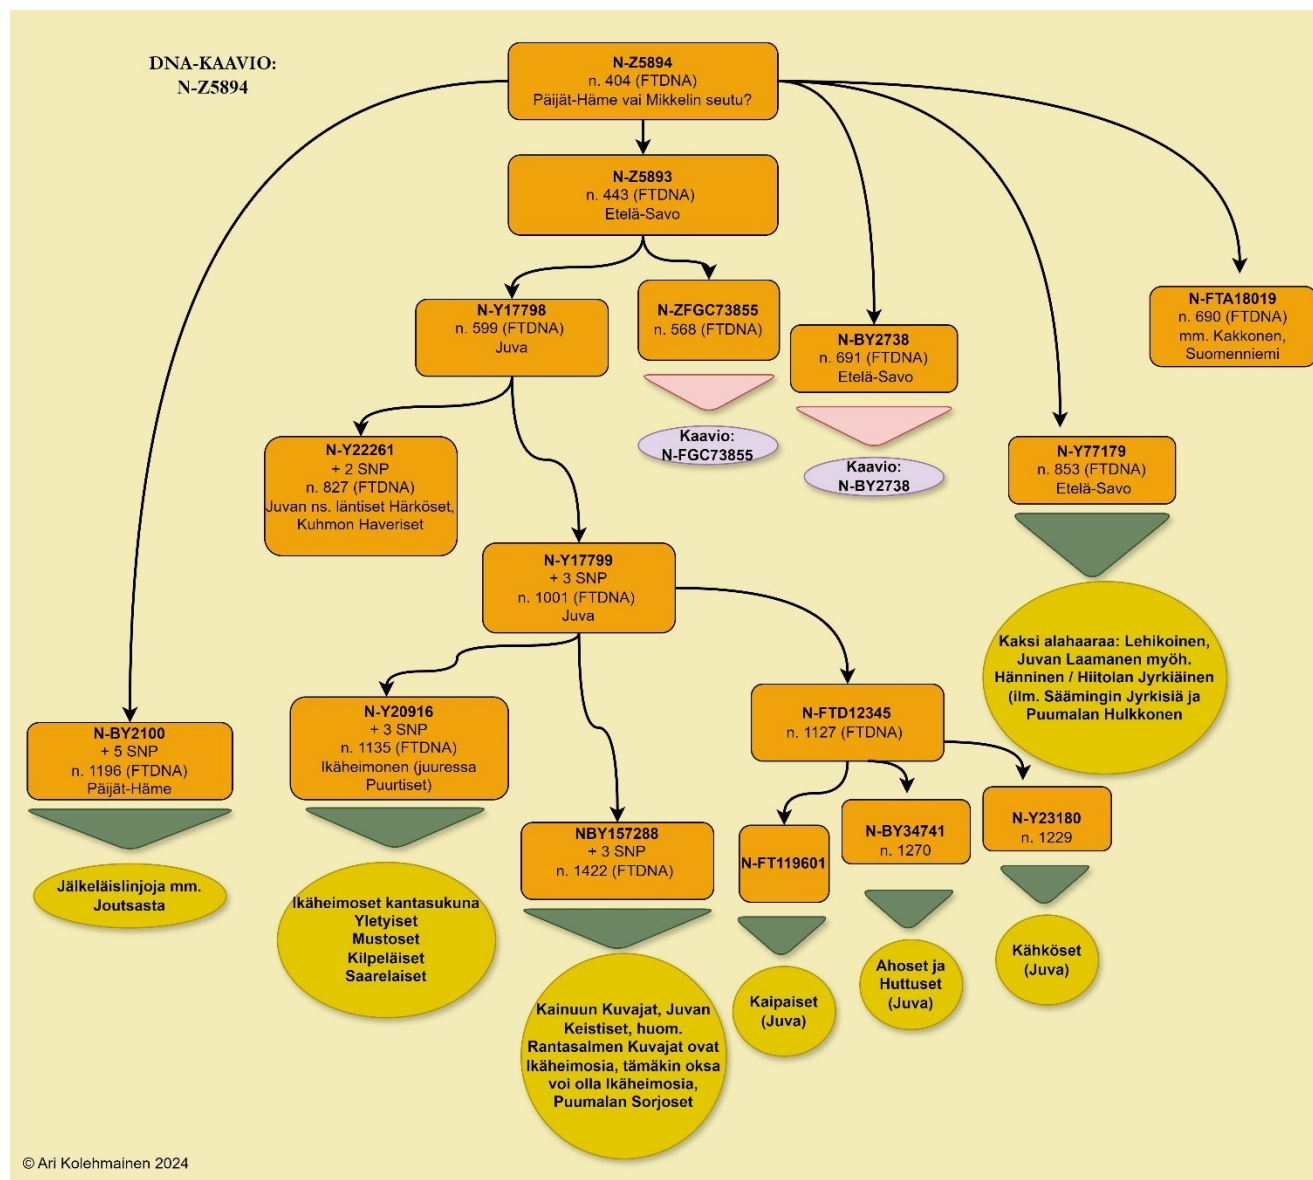 DNA-KAAVIO:
N-Z5894
N-Z5894
n. 404 (FTDNA)
Päijät-Häme vai Mikkelin seutu?
N-Z5893
n. 443 (FTDNA)
Etelä-Savo
N-Y17798
n. 599 (FTDNA)
Juva
N-ZFGC73855
n. 568 (FTDNA)
Kaavio:
N-FGC73855
N-BY2738
n. 691 (FTDNA)
Etelä-Savo
Kaavio:
N-BY2738
N-FTA18019
n. 690 (FTDNA)
mm. Kakkonen,
Suomenniemi
N-Y77179
n. 853 (FTDNA)
Etelä-Savo
Kaksi alahaaraa: Lehikoinen,
Juvan Laamanen myöh.
Hänninen / Hiitolan Jyrkiäinen
(ilm. Säämingin Jyrkisiä ja
Puumalan Hulkkonen
N-Y22261
+ 2 SNP
n. 827 (FTDNA)
Juvan ns. läntiset Härköset,
Kuhmon Haveriset
N-Y17799
+ 3 SNP
n. 1001 (FTDNA)
Juva
N-BY2100
+ 5 SNP
n. 1196 (FTDNA)
Päijät-Häme
Jälkeläislinjoja mm.
Joutsasta
N-Y20916
+ 3 SNP
n. 1135 (FTDNA)
Ikäheimonen (juuressa
Puurtiset)
Ikäheimoset kantasukuna
Yletyiset
Mustoset
Kilpeläiset
Saarelaiset
NBY157288
+ 3 SNP
n. 1422 (FTDNA)
Kainuun Kuvajat, Juvan
Keistiset, huom.
Rantasalmen Kuvajat ovat
Ikäheimosia, tämäkin oksa
voi olla Ikäheimosia,
Puumalan Sorjoset
N-FTD12345
n. 1127 (FTDNA)
N-FT119601
Kaipaiset
(Juva)
N-BY34741
n. 1270
Ahoset ja
Huttuset
(Juva)
N-Y23180
n. 1229
Kähköset
(Juva)
© Ari Kolehmainen 2024